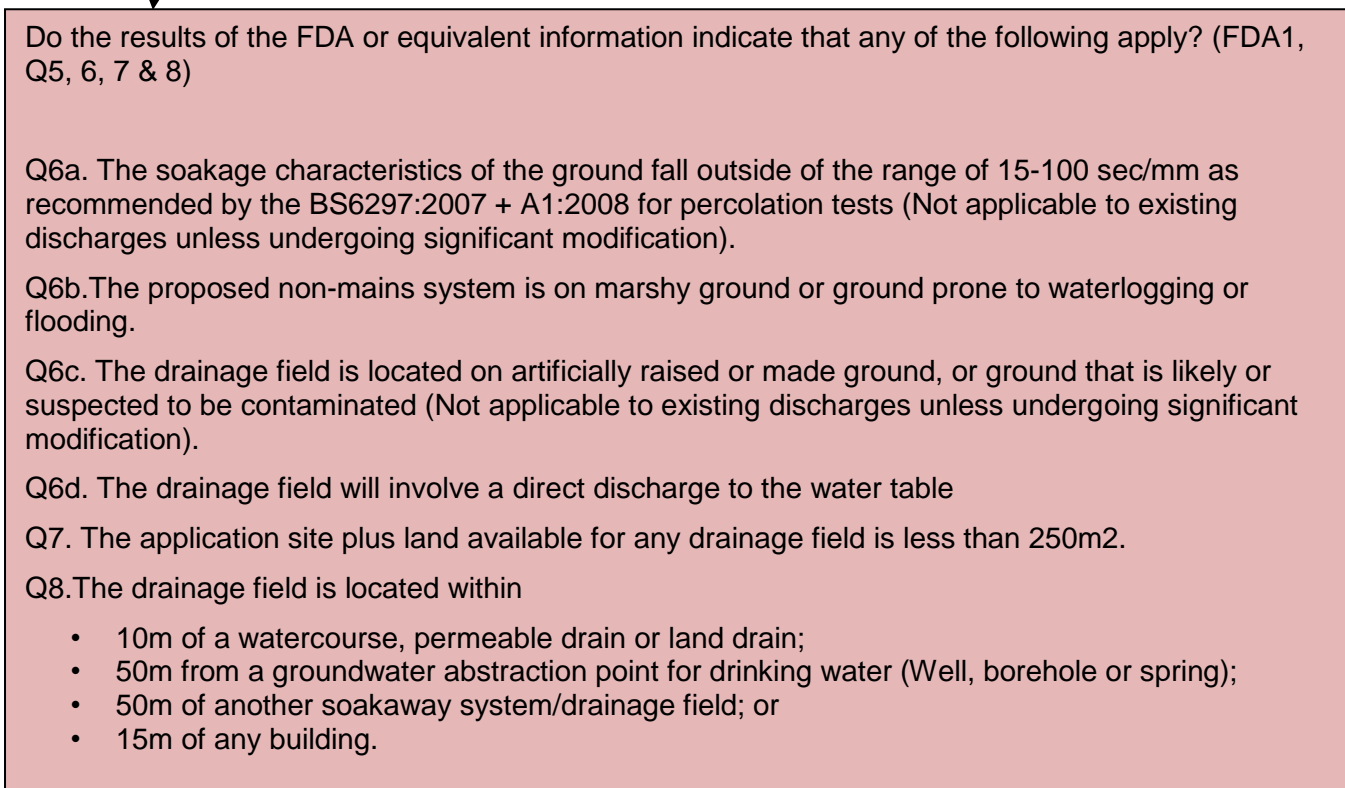 Do the results of the FDA or equivalent information indicate that any of the following apply? (FDA1,
Q5, 6, 7 & 8)
Q6a. The soakage characteristics of the ground fall outside of the range of 15-100 sec/mm as
recommended by the BS6297:2007 + A1:2008 for percolation tests (Not applicable to existing
discharges unless undergoing significant modification).
Q6b.The proposed non-mains system is on marshy ground or ground prone to waterlogging or
flooding.
Q6c. The drainage field is located on artificially raised or made ground, or ground that is likely or
suspected to be contaminated (Not applicable to existing discharges unless undergoing significant
modification).
Q6d. The drainage field will involve a direct discharge to the water table
Q7. The application site plus land available for any drainage field is less than 250m2.
Q8.The drainage field is located within
• 10m of a watercourse, permeable drain or land drain;
• 50m from a groundwater abstraction point for drinking water (Well, borehole or spring);
• 50m of another soakaway system/drainage field; or
• 15m of any building.